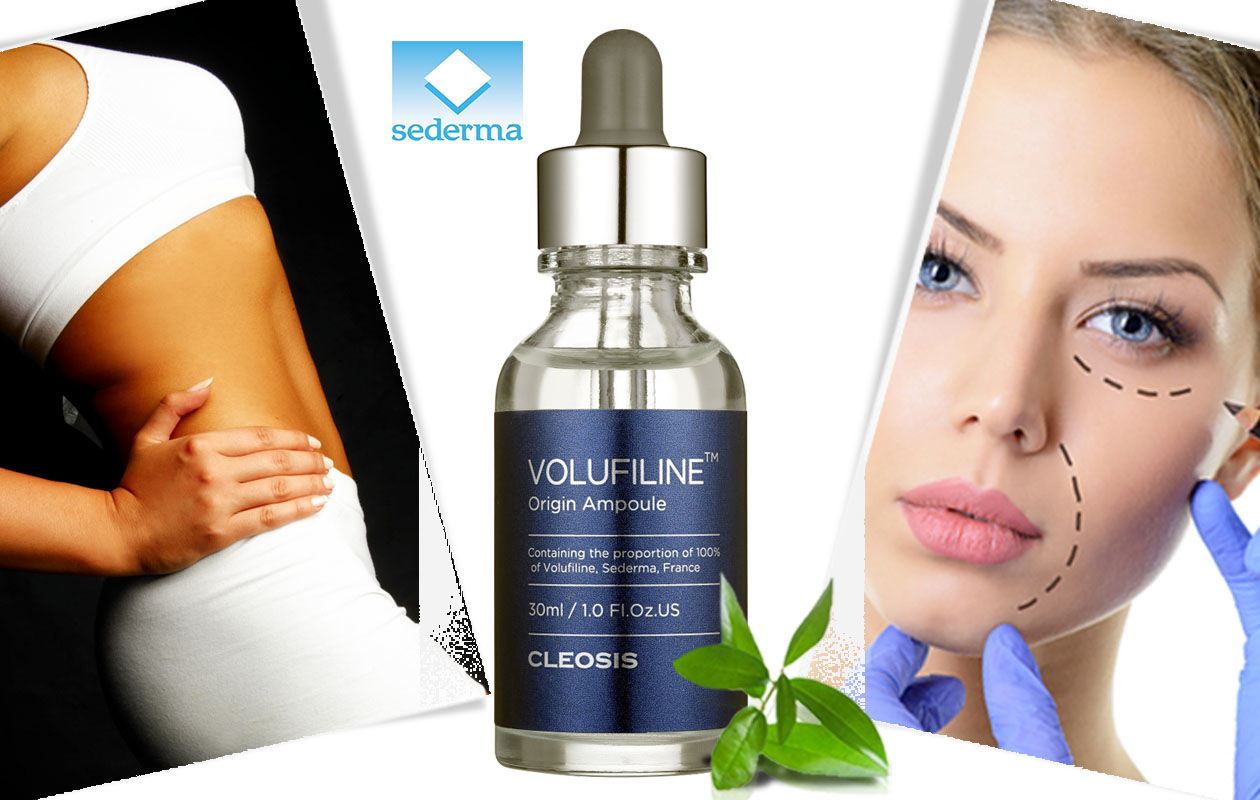 sederma
VOLUFILINE™
Origin Ampoule
Containing the proportion of 100%
of Volufiline, Sederma, France
30ml / 1.0 Fl.Oz.US
CLEOSIS